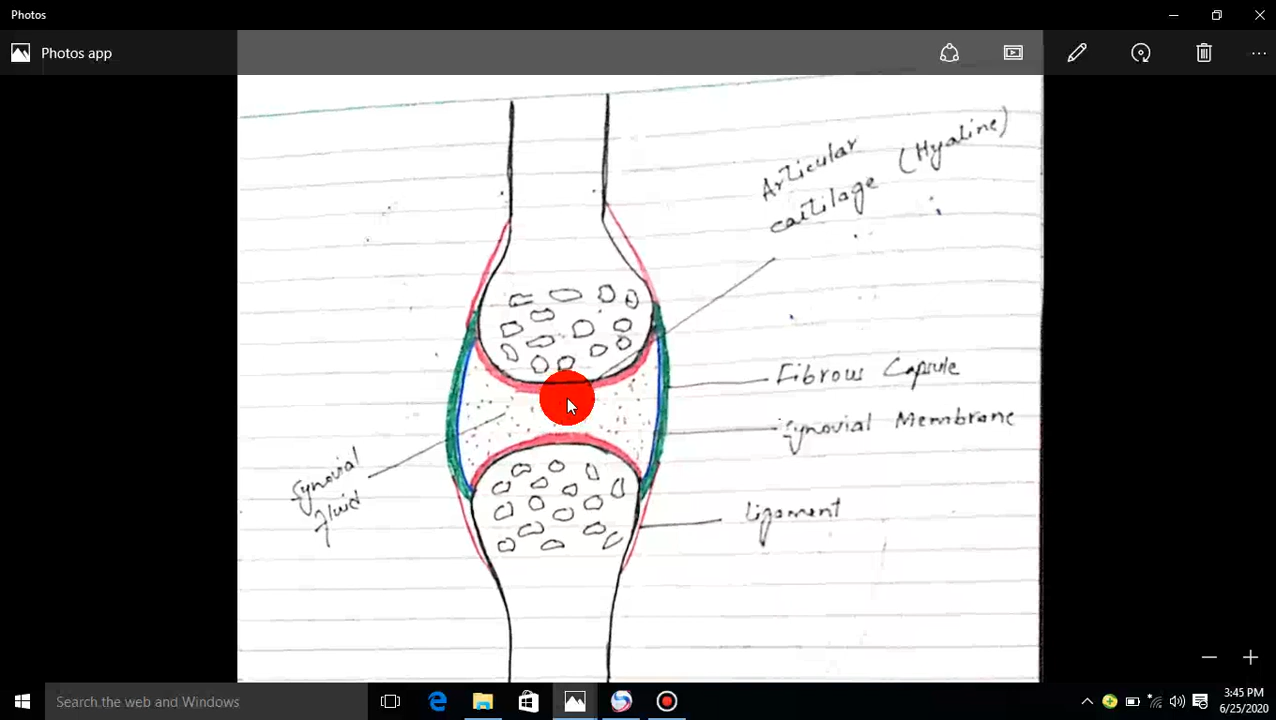 Photos
Photos app
Articular
cartilage (Hyaline)
Fibrous Capsule
Synovial Membrane
Synovial
fluid
Ligament
Search the web and Windows
3:45 PM
6/25/2020